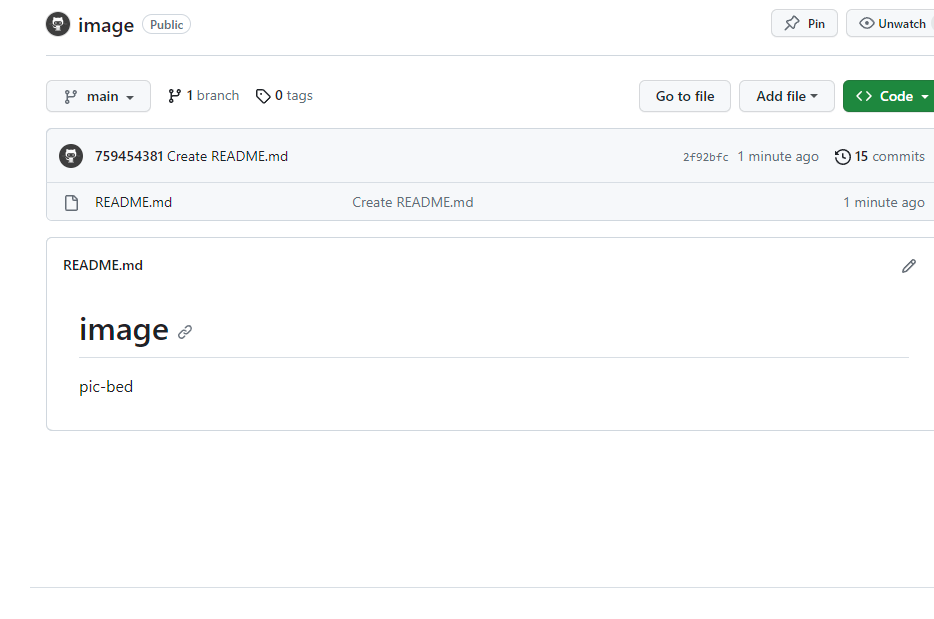 image Public Pin Unwatch
main 1 branch 0 tags Go to file Add file Code
759454381 Create README.md 2f92bfc 1 minute ago 15 commits
README.md Create README.md 1 minute ago
README.md
image
pic-bed